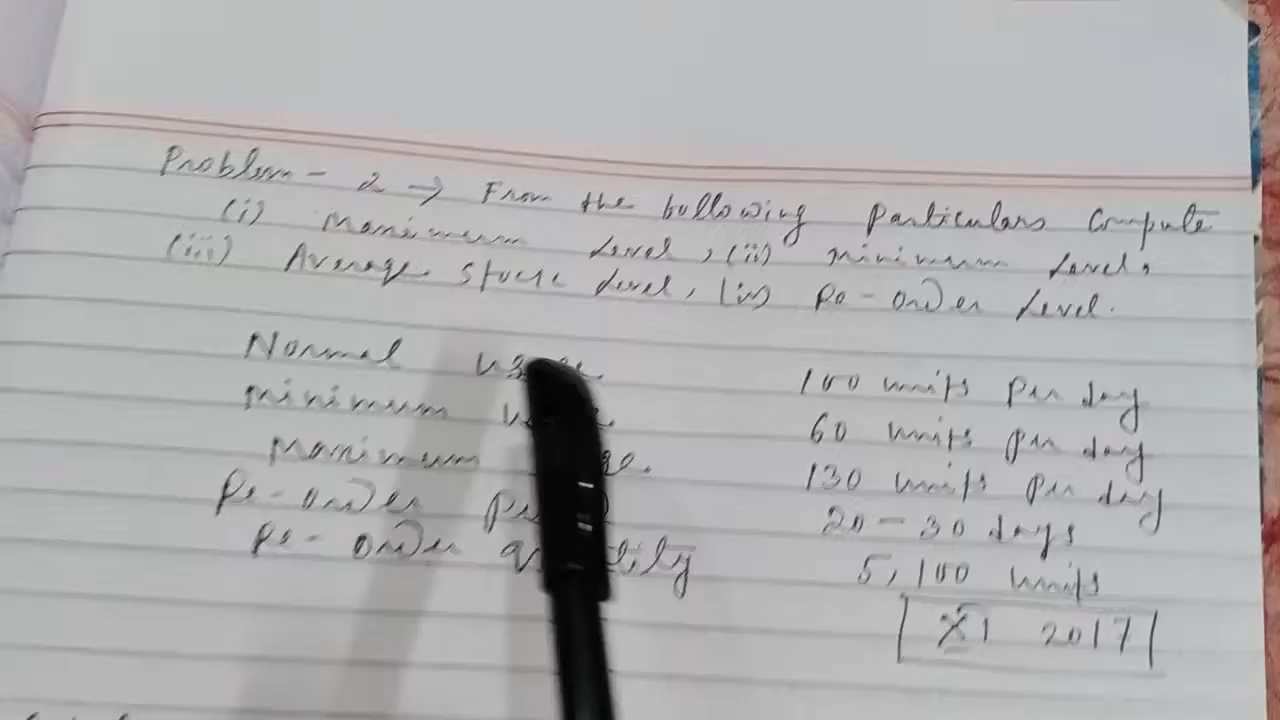 Problem - 2 → From the following Particulars Compute
(i) Maximum Level, (ii) minimum Level,
(iii) Average Stock Level, (iv) Re-order Level.
Normal usage 100 units per day
minimum 60 units per day
Maximum 130 units per day
Re-order 20 - 30 days
Re-order quantity 5,100 units
XI 2017